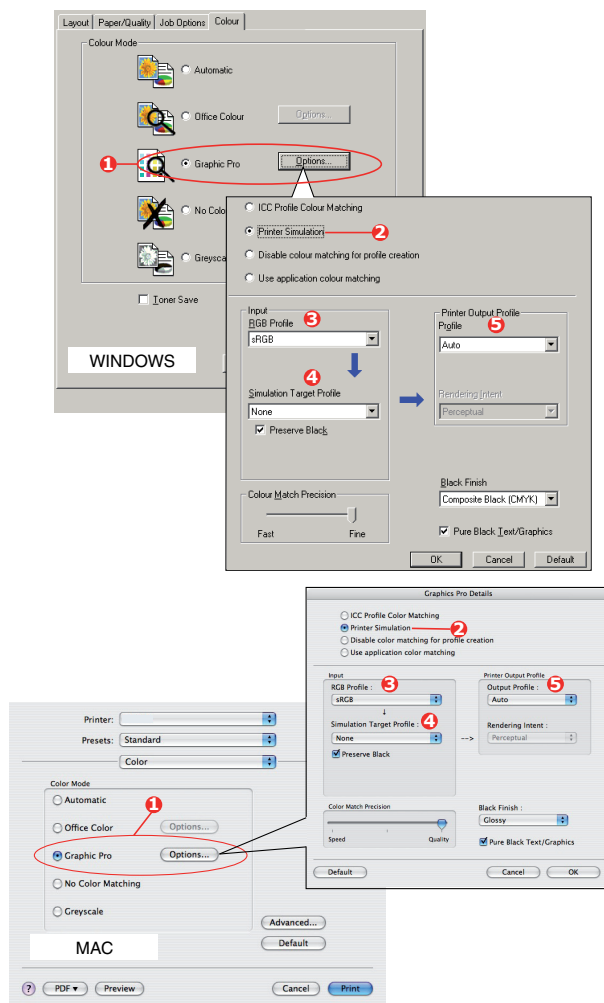 Layout Paper/Quality Job Options Colour
Colour Mode
Automatic
Office Colour Options...
1 Graphic Pro Options...
No Colo
Greysca
Toner Save
WINDOWS
ICC Profile Colour Matching
Printer Simulation 2
Disable colour matching for profile creation
Use application colour matching
Input
RGB Profile 3
sRGB
Simulation Target Profile 4
None
Preserve Black
Printer Output Profile
Profile 5
Auto
Rendering Intent
Perceptual
Colour Match Precision
Fast Fine
Black Finish
Composite Black (CMYK)
Pure Black Text/Graphics
OK Cancel Default
Graphics Pro Details
ICC Profile Color Matching
Printer Simulation 2
Disable color matching for profile creation
Use application color matching
Input
RGB Profile : 3
sRGB
Simulation Target Profile : 4
None
Preserve Black
-->
Printer Output Profile
Output Profile : 5
Auto
Rendering Intent :
Perceptual
Color Match Precision
Speed Quality
Black Finish :
Glossy
Pure Black Text/Graphics
Default Cancel OK
Printer:
Presets: Standard
Color
Color Mode
Automatic
1
Office Color Options...
Graphic Pro Options...
No Color Matching
Greyscale
Advanced...
Default
MAC
? PDF Preview Cancel Print